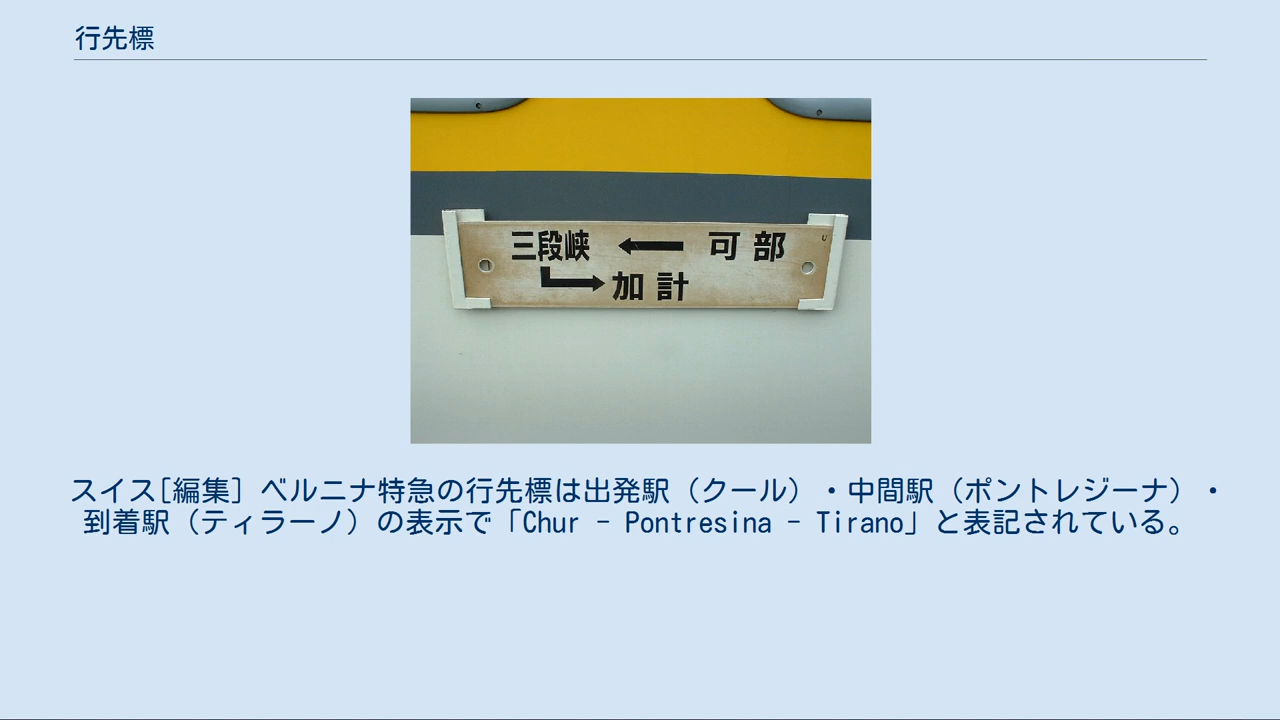 行先標
三段峡 ← 可部
↳ 加計
スイス[編集] ベルニナ特急の行先標は出発駅（クール）・中間駅（ポントレジーナ）・
到着駅（ティラーノ）の表示で「Chur - Pontresina - Tirano」と表記されている。